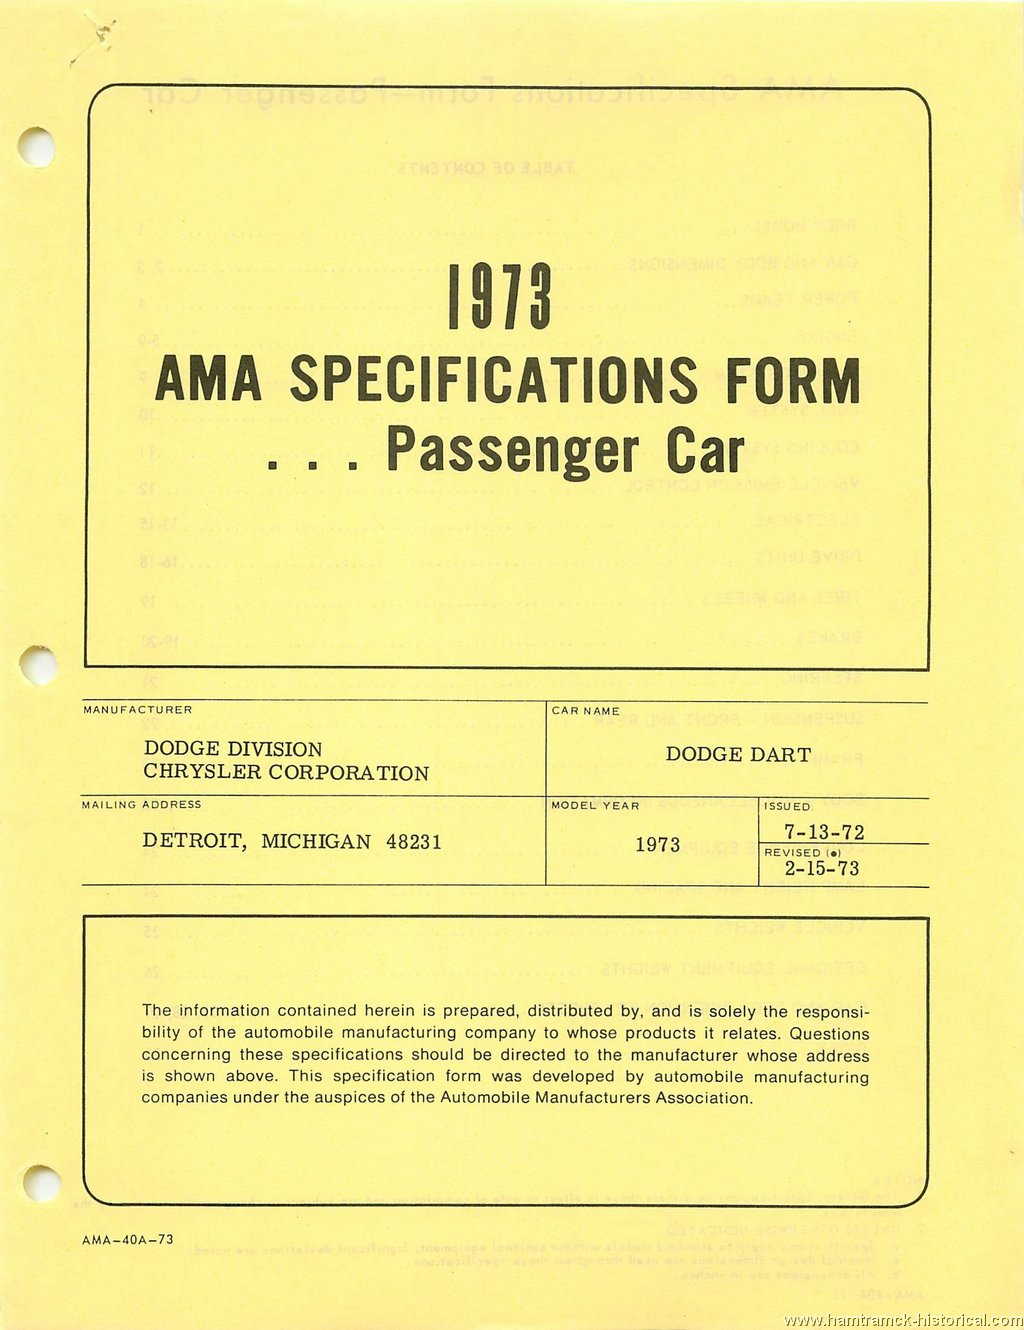 1973
AMA SPECIFICATIONS FORM
. . . Passenger Car
MANUFACTURER
DODGE DIVISION
CHRYSLER CORPORATION
CAR NAME
DODGE DART
MAILING ADDRESS
DETROIT, MICHIGAN 48231
MODEL YEAR
1973
ISSUED:
7-13-72
REVISED (●)
2-15-73
The information contained herein is prepared, distributed by, and is solely the responsi-
bility of the automobile manufacturing company to whose products it relates. Questions
concerning these specifications should be directed to the manufacturer whose address
is shown above. This specification form was developed by automobile manufacturing
companies under the auspices of the Automobile Manufacturers Association.
AMA-40A-73
www.hamtramck-historical.com